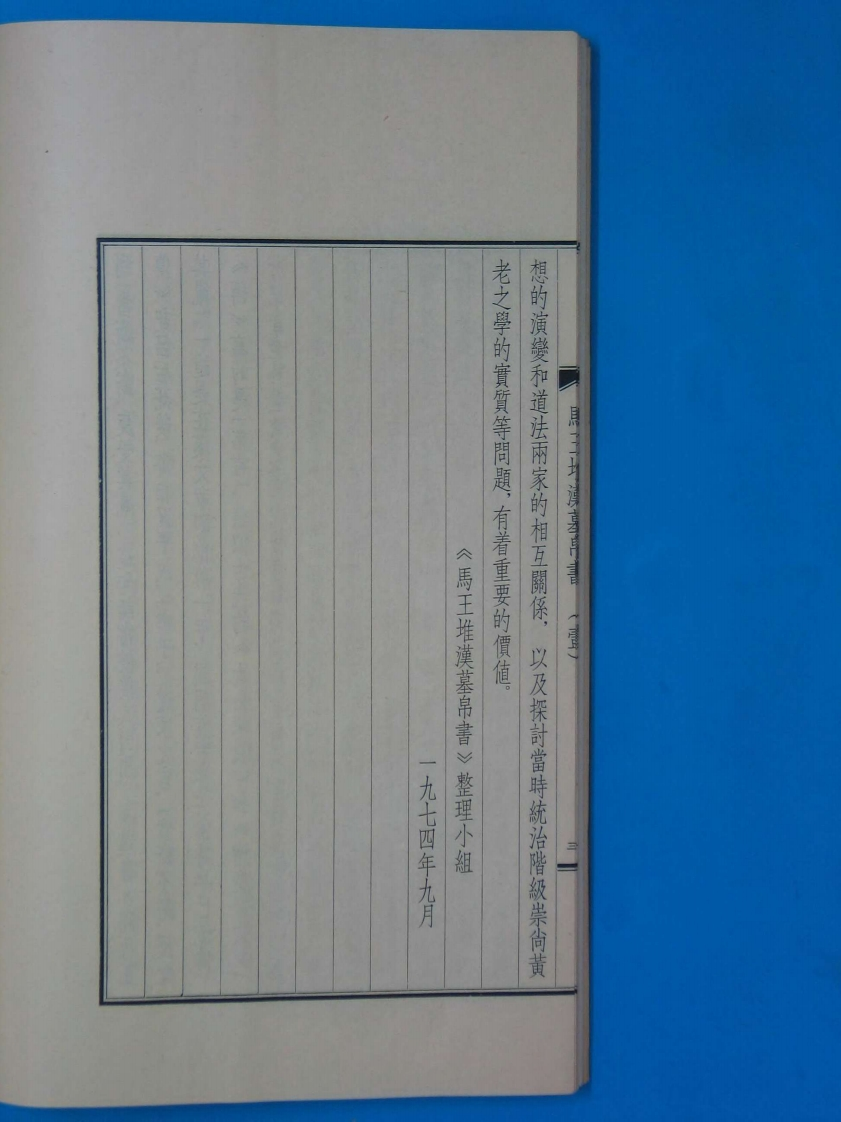 馬王堆漢墓帛書 (壹)
三
想的演變和道法兩家的相互關係, 以及探討當時統治階級崇尙黃
老之學的實質等問題,有着重要的價值。
《馬王堆漢墓帛書》整理小組
一九七四年九月